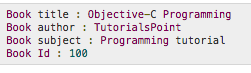 Book title : Objective-C Programming
Book author : TutorialsPoint
Book subject : Programming tutorial
Book Id : 100